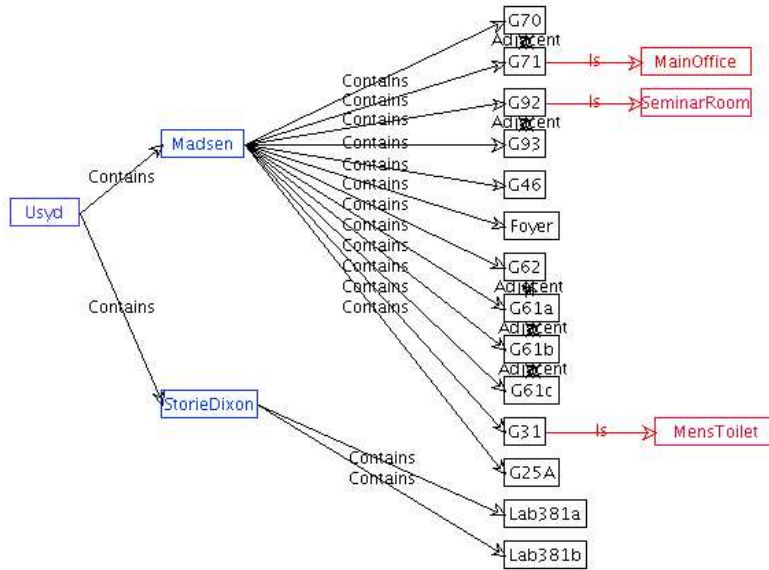 G70
Adjacent
G71
Is
MainOffice
Contains
Contains
G92
Is
SeminarRoom
Contains
Adjacent
Madsen
Contains
G93
Contains
Contains
G46
Contains
Usyd
Contains
Foyer
Contains
Contains
G62
Contains
Adjacent
Contains
Contains
G61a
Adjacent
G61b
Adjacent
G61c
StorieDixon
G31
Is
MensToilet
Contains
G25A
Contains
Lab381a
Lab381b